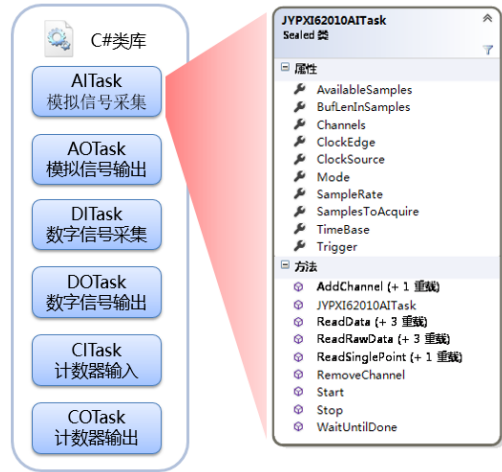 C#类库
AITask
模拟信号采集
AOTask
模拟信号输出
DITask
数字信号采集
DOTask
数字信号输出
CITask
计数器输入
COTask
计数器输出
JYPXI62010AITask
Sealed 类
属性
AvailableSamples
BufLenInSamples
Channels
ClockEdge
ClockSource
Mode
SampleRate
SamplesToAcquire
TimeBase
Trigger
方法
AddChannel (+ 1 重载)
JYPXI62010AITask
ReadData (+ 3 重载)
ReadRawData (+ 3 重载)
ReadSinglePoint (+ 1 重载)
RemoveChannel
Start
Stop
WaitUntilDone